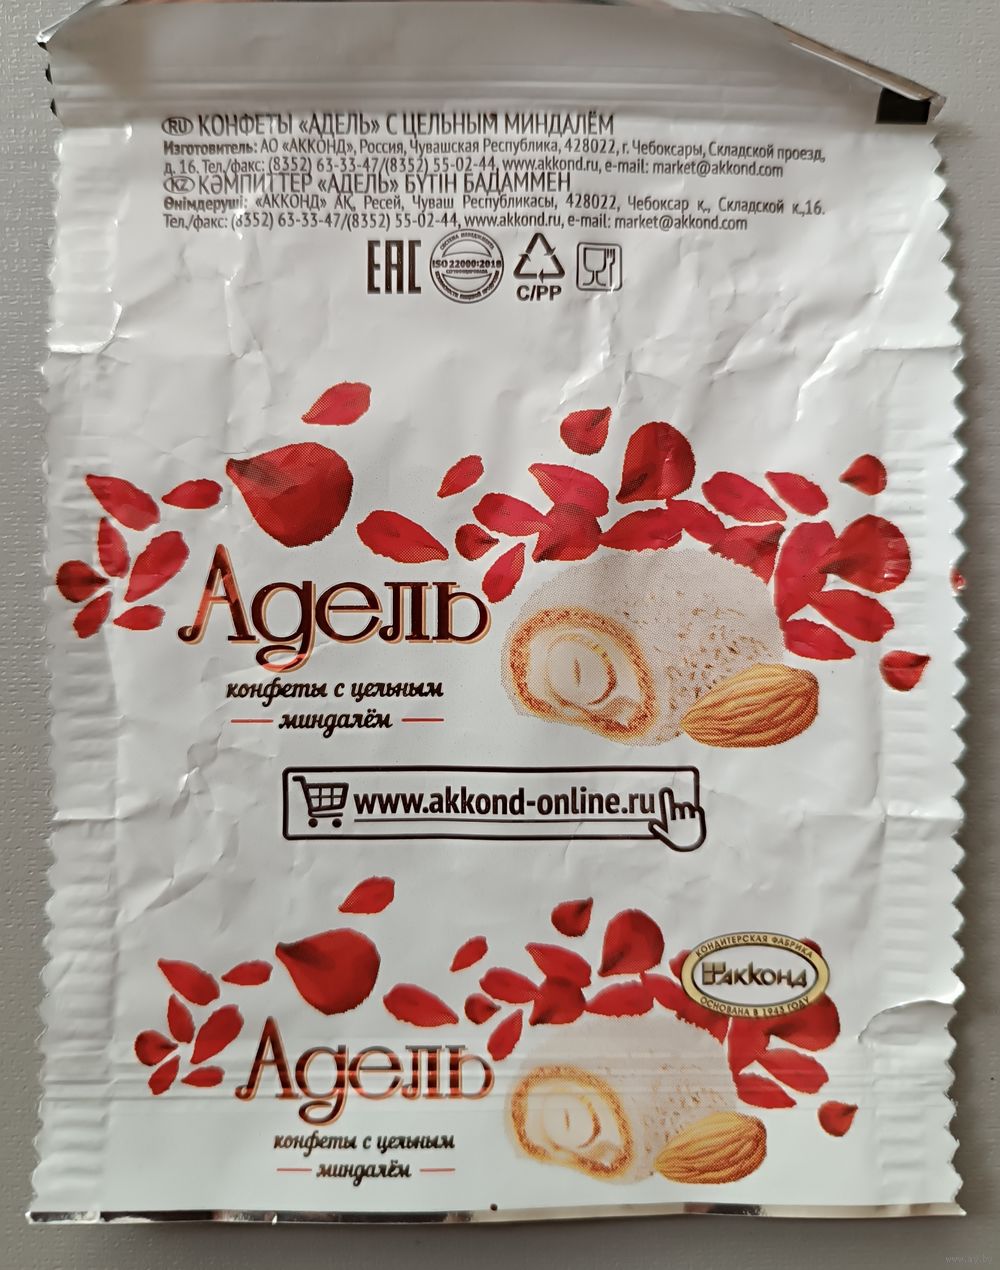 RU КОНФЕТЫ «АДЕЛЬ» С ЦЕЛЬНЫМ МИНДАЛЁМ
Изготовитель: АО «АККОНД», Россия, Чувашская Республика, 428022, г. Чебоксары, Складской проезд,
д. 16. Тел./факс: (8352) 63-33-47/(8352) 55-02-44, www.akkond.ru, e-mail: market@akkond.com
KZ КӘМПИТТЕР «АДЕЛЬ» БҮТІН БАДАММЕН
Өнімдеруші: «АККОНД» АҚ, Ресей, Чуваш Республикасы, 428022, Чебоксар қ., Складской к.,16.
Тел./факс: (8352) 63-33-47/(8352) 55-02-44, www.akkond.ru, e-mail: market@akkond.com
EAC
ISO 22000:2018
C/PP
Адель
конфеты с цельным
миндалём
www.akkond-online.ru
КОНДИТЕРСКАЯ ФАБРИКА
АККОНД
ОСНОВАНА В 1943 ГОДУ
Адель
конфеты с цельным
миндалём